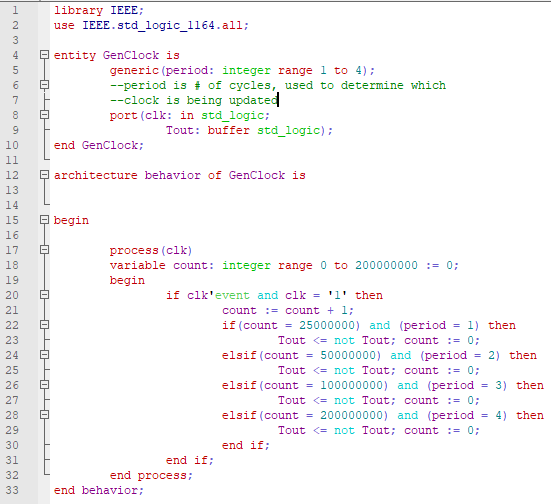 1 library IEEE;
2 use IEEE.std_logic_1164.all;
3
4 entity GenClock is
5 generic(period: integer range 1 to 4);
6 --period is # of cycles, used to determine which
7 --clock is being updated
8 port(clk: in std_logic;
9 Tout: buffer std_logic);
10 end GenClock;
11
12 architecture behavior of GenClock is
13
14
15 begin
16
17 process(clk)
18 variable count: integer range 0 to 200000000 := 0;
19 begin
20 if clk'event and clk = '1' then
21 count := count + 1;
22 if(count = 25000000) and (period = 1) then
23 Tout <= not Tout; count := 0;
24 elsif(count = 50000000) and (period = 2) then
25 Tout <= not Tout; count := 0;
26 elsif(count = 100000000) and (period = 3) then
27 Tout <= not Tout; count := 0;
28 elsif(count = 200000000) and (period = 4) then
29 Tout <= not Tout; count := 0;
30 end if;
31 end if;
32 end process;
33 end behavior;